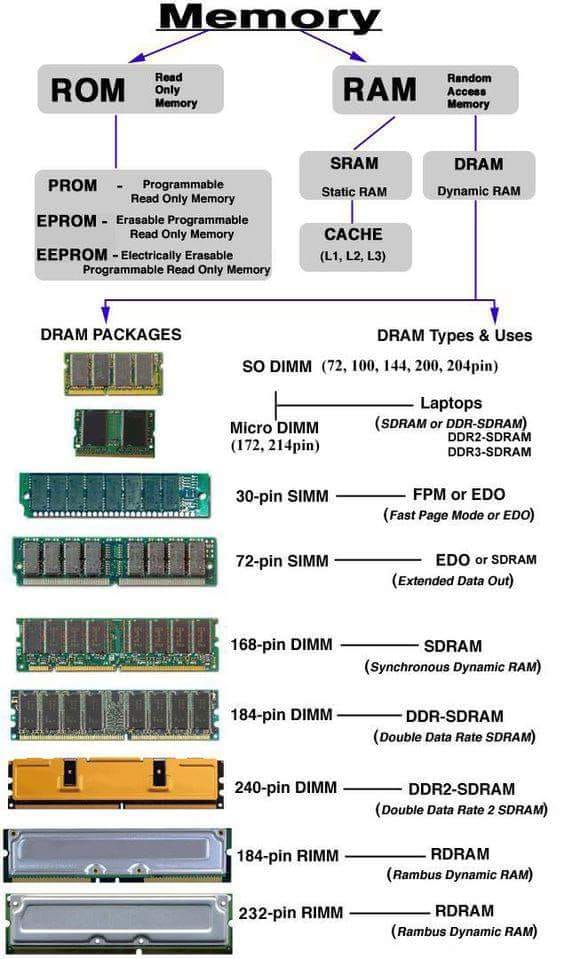 Memory
ROM Read
Only
Memory
RAM Random
Access
Memory
PROM - Programmable
Read Only Memory
EPROM - Erasable Programmable
Read Only Memory
EEPROM - Electrically Erasable
Programmable Read Only Memory
SRAM
Static RAM
DRAM
Dynamic RAM
CACHE
(L1, L2, L3)
DRAM PACKAGES
DRAM Types & Uses
SO DIMM (72, 100, 144, 200, 204pin)
Laptops
(SDRAM or DDR-SDRAM)
DDR2-SDRAM
DDR3-SDRAM
Micro DIMM
(172, 214pin)
30-pin SIMM
FPM or EDO
(Fast Page Mode or EDO)
72-pin SIMM
EDO or SDRAM
(Extended Data Out)
168-pin DIMM
SDRAM
(Synchronous Dynamic RAM)
184-pin DIMM
DDR-SDRAM
(Double Data Rate SDRAM)
240-pin DIMM
DDR2-SDRAM
(Double Data Rate 2 SDRAM)
184-pin RIMM
RDRAM
(Rambus Dynamic RAM)
232-pin RIMM
RDRAM
(Rambus Dynamic RAM)